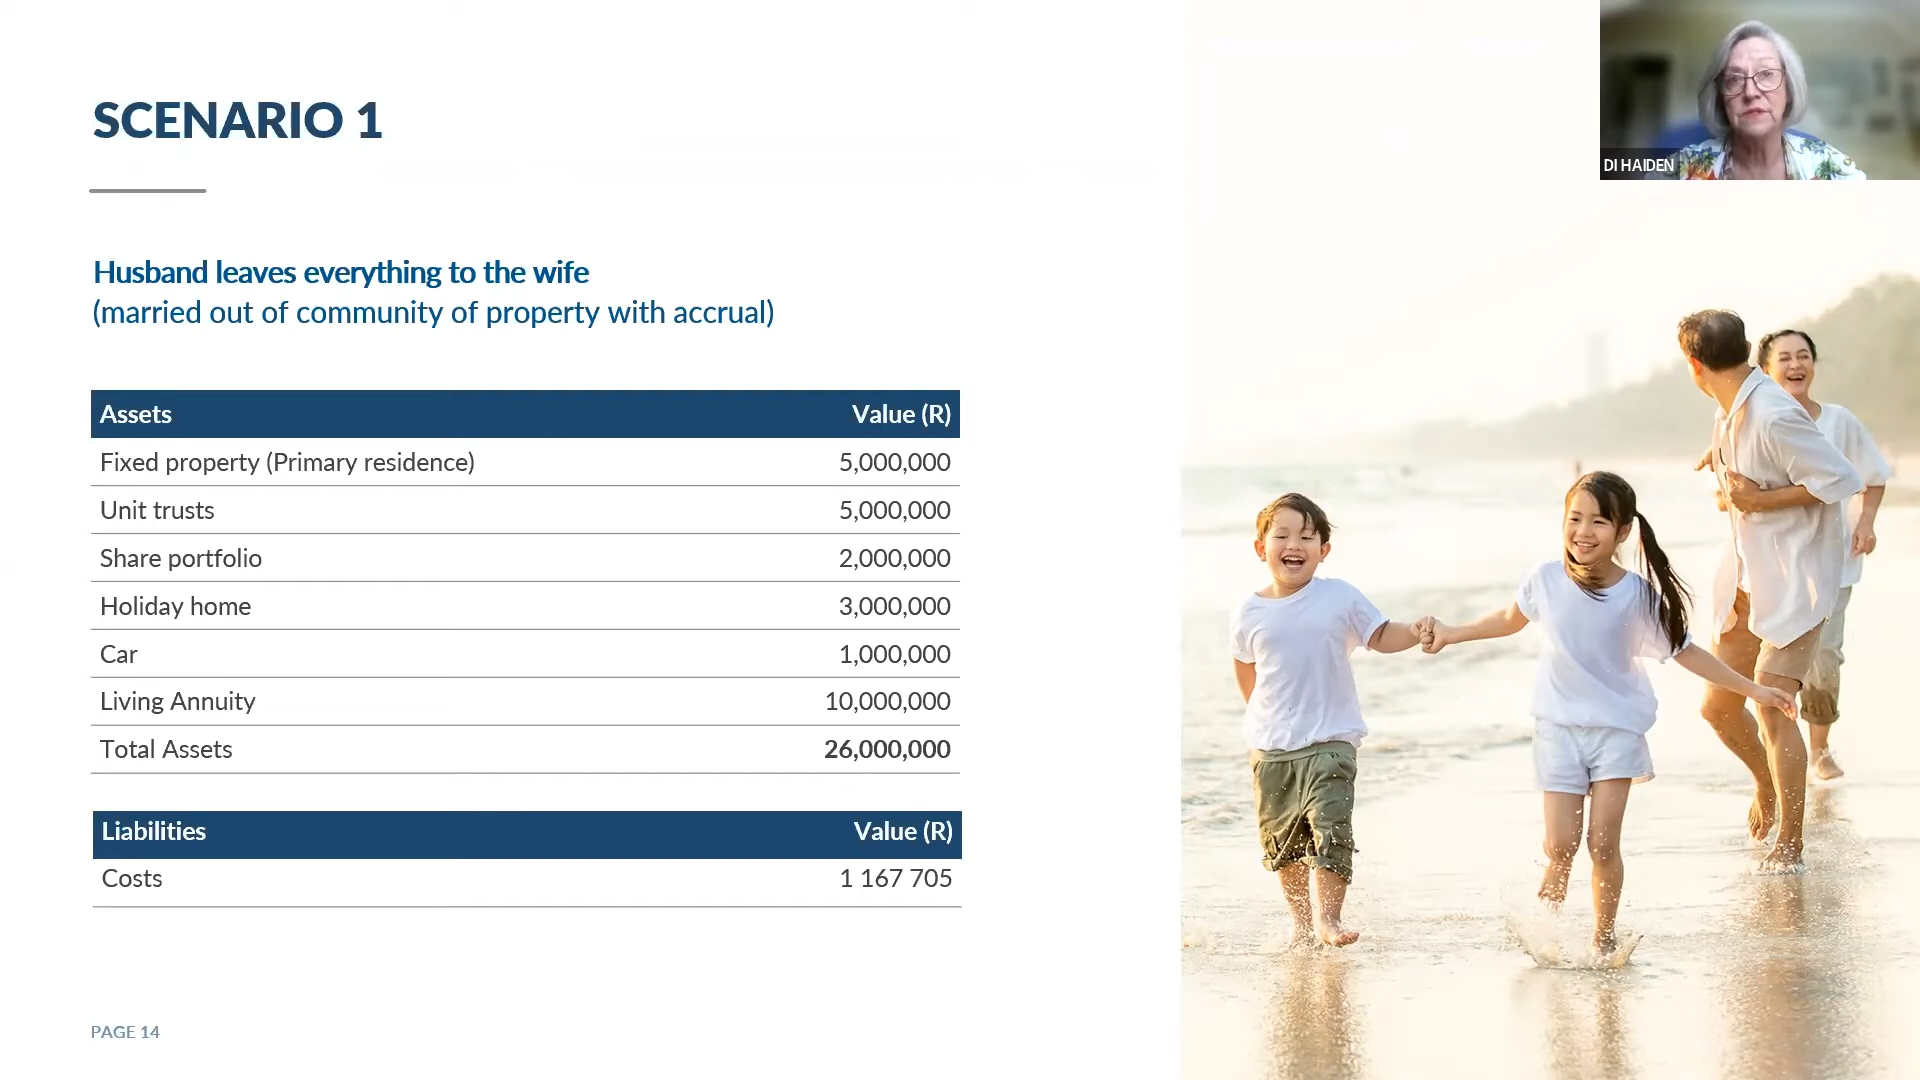 SCENARIO 1
Husband leaves everything to the wife
(married out of community of property with accrual)
Assets Value (R)
Fixed property (Primary residence) 5,000,000
Unit trusts 5,000,000
Share portfolio 2,000,000
Holiday home 3,000,000
Car 1,000,000
Living Annuity 10,000,000
Total Assets 26,000,000
Liabilities Value (R)
Costs 1 167 705
PAGE 14
DI HAIDEN